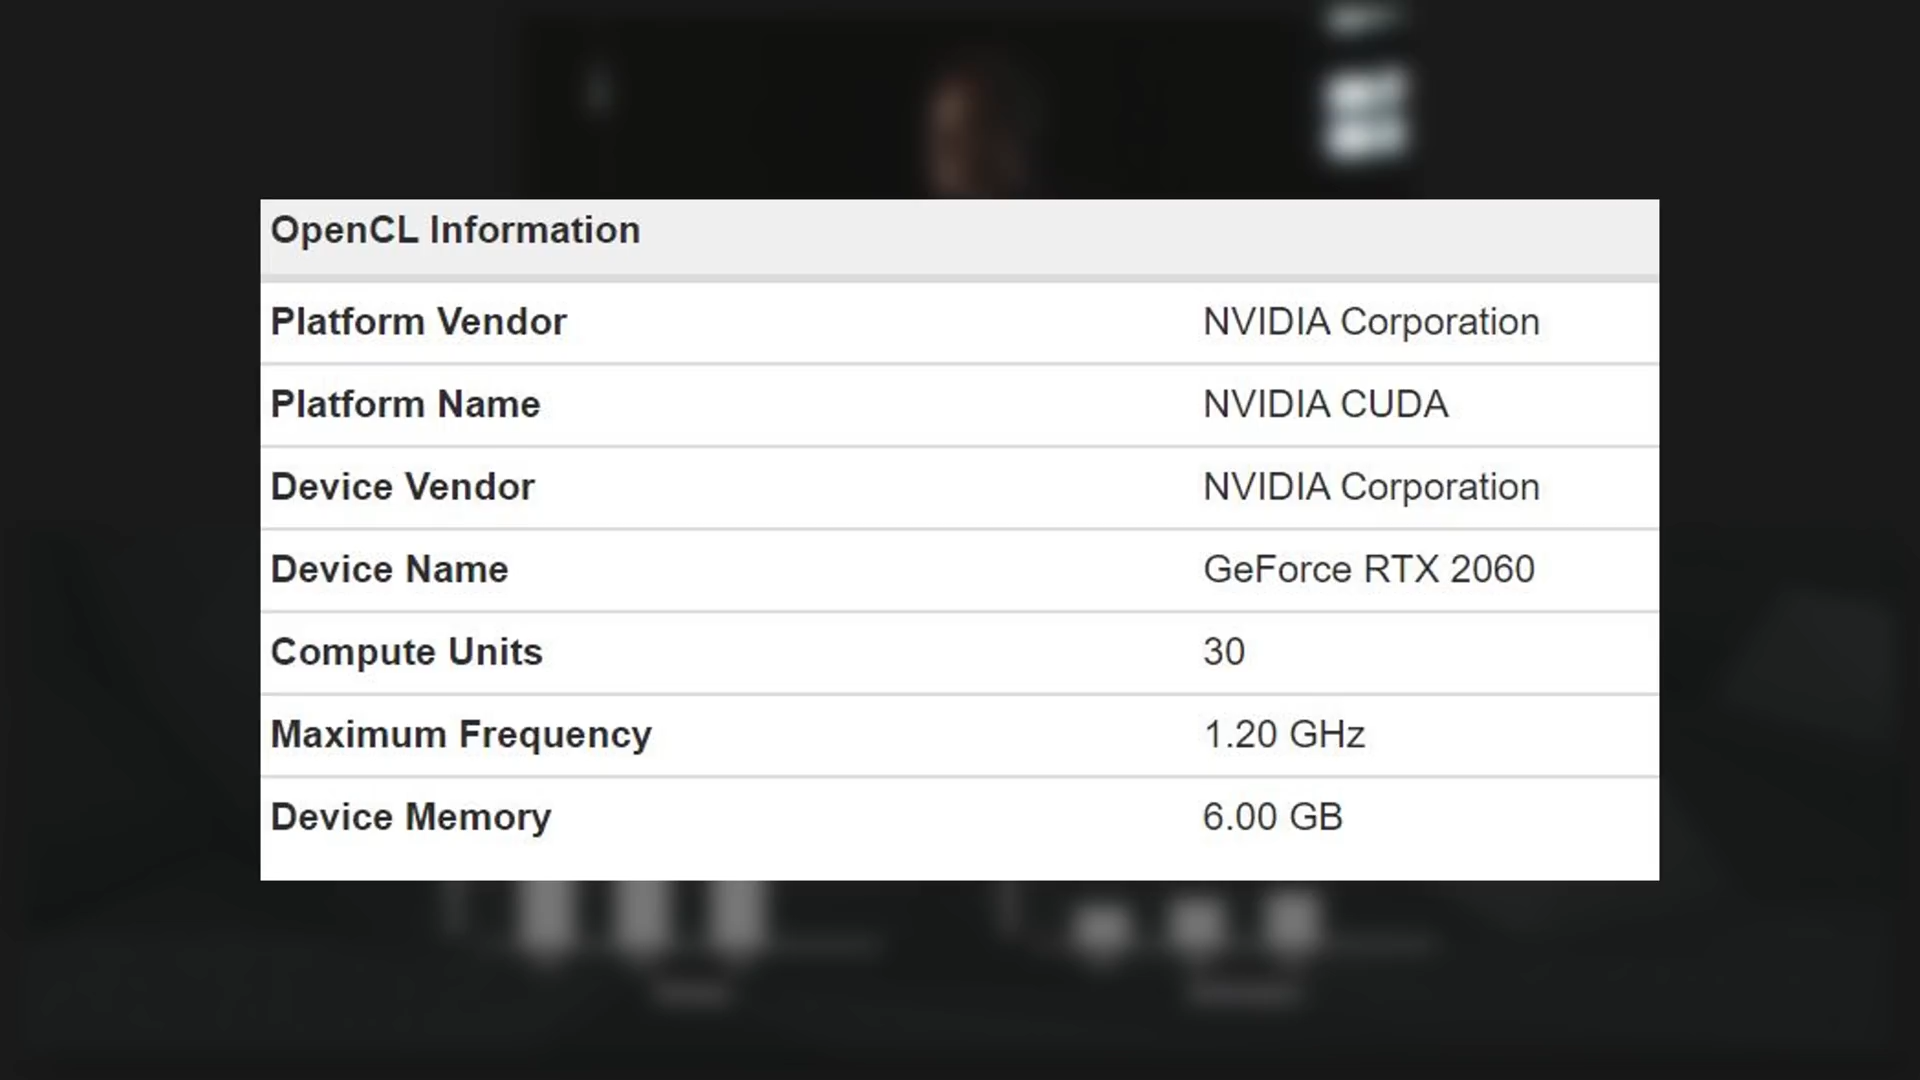 OpenCL Information
Platform Vendor NVIDIA Corporation
Platform Name NVIDIA CUDA
Device Vendor NVIDIA Corporation
Device Name GeForce RTX 2060
Compute Units 30
Maximum Frequency 1.20 GHz
Device Memory 6.00 GB